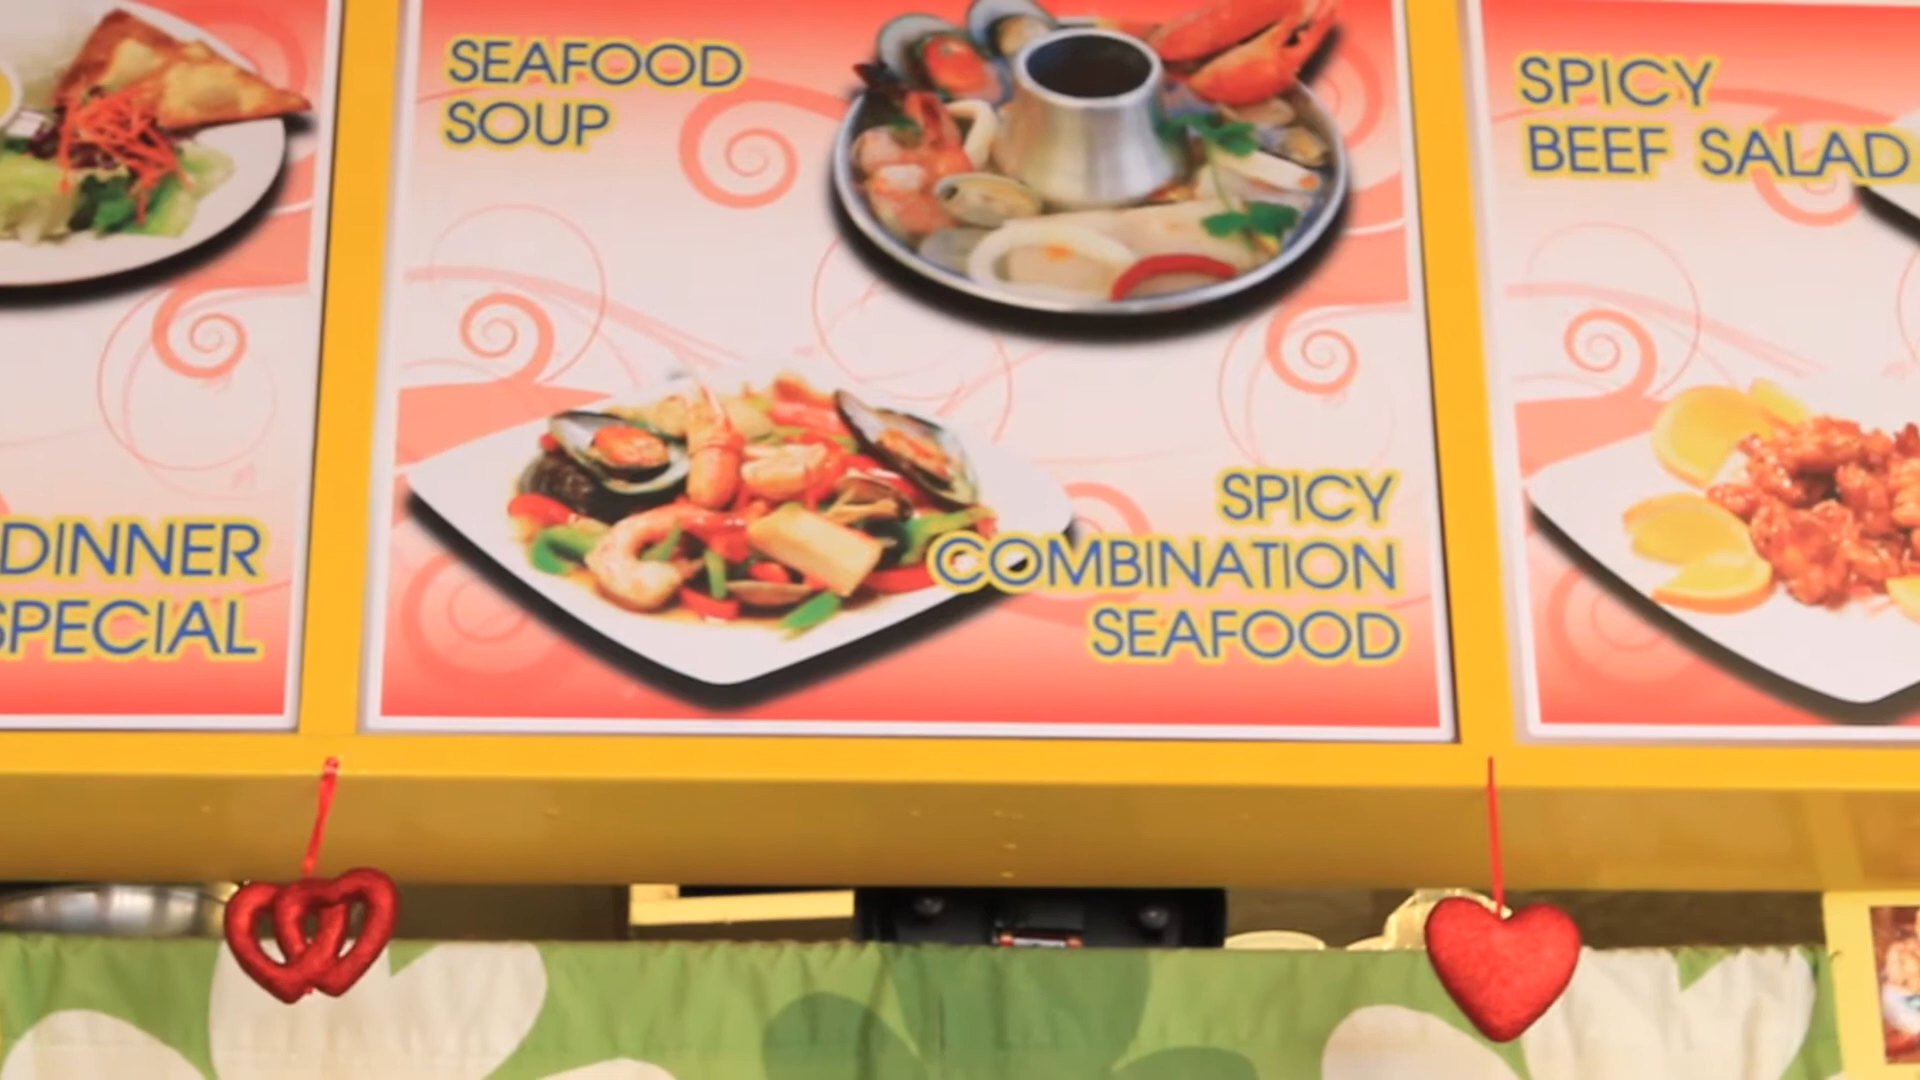 DINNER
SPECIAL
SEAFOOD
SOUP
SPICY
COMBINATION
SEAFOOD
SPICY
BEEF SALAD